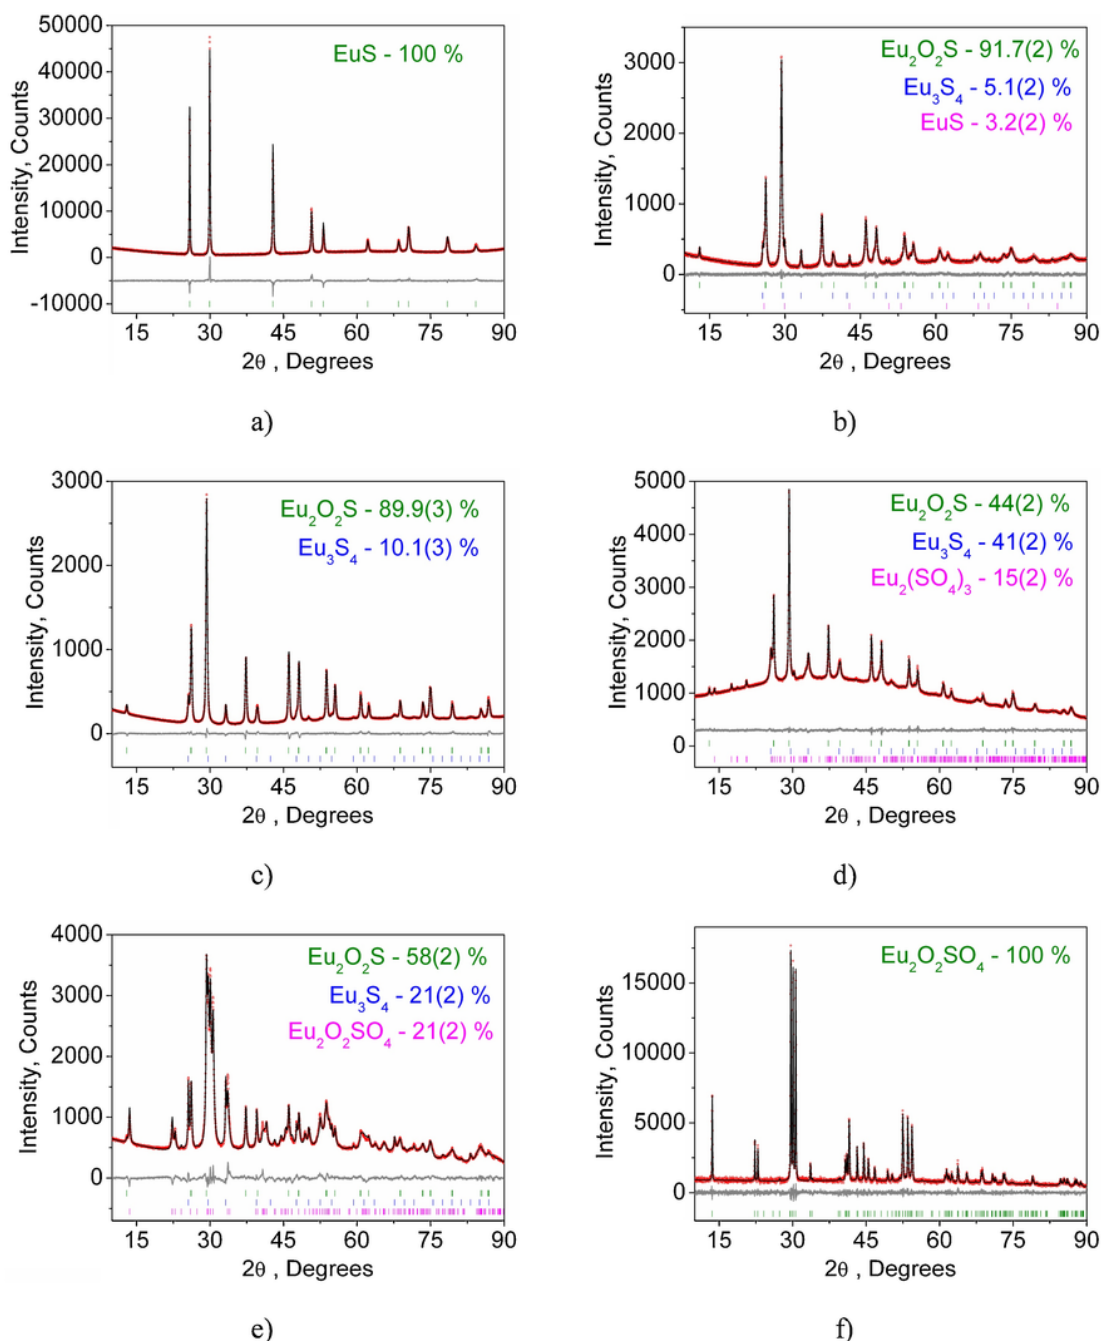 50000
40000
30000
20000
10000
0
-10000
Intensity, Counts
EuS - 100 %
15 30 45 60 75 90
2θ , Degrees
a)
3000
2000
1000
0
Intensity, Counts
Eu₂O₂S - 91.7(2) %
Eu₃S₄ - 5.1(2) %
EuS - 3.2(2) %
15 30 45 60 75 90
2θ , Degrees
b)
3000
2000
1000
0
Intensity, Counts
Eu₂O₂S - 89.9(3) %
Eu₃S₄ - 10.1(3) %
15 30 45 60 75 90
2θ , Degrees
c)
5000
4000
3000
2000
1000
0
Intensity, Counts
Eu₂O₂S - 44(2) %
Eu₃S₄ - 41(2) %
Eu₂(SO₄)₃ - 15(2) %
15 30 45 60 75 90
2θ , Degrees
d)
4000
3000
2000
1000
0
Intensity, Counts
Eu₂O₂S - 58(2) %
Eu₃S₄ - 21(2) %
Eu₂O₂SO₄ - 21(2) %
15 30 45 60 75 90
2θ , Degrees
e)
15000
10000
5000
0
Intensity, Counts
Eu₂O₂SO₄ - 100 %
15 30 45 60 75 90
2θ , Degrees
f)